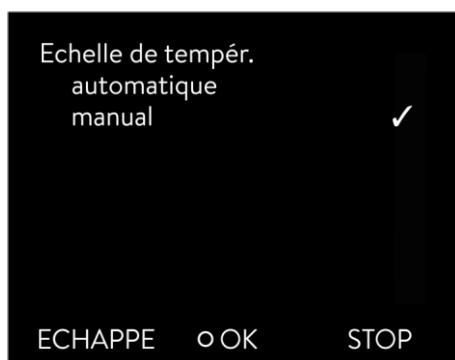 Echelle de tempér.
automatique
manual ✓
ECHAPPE O OK STOP